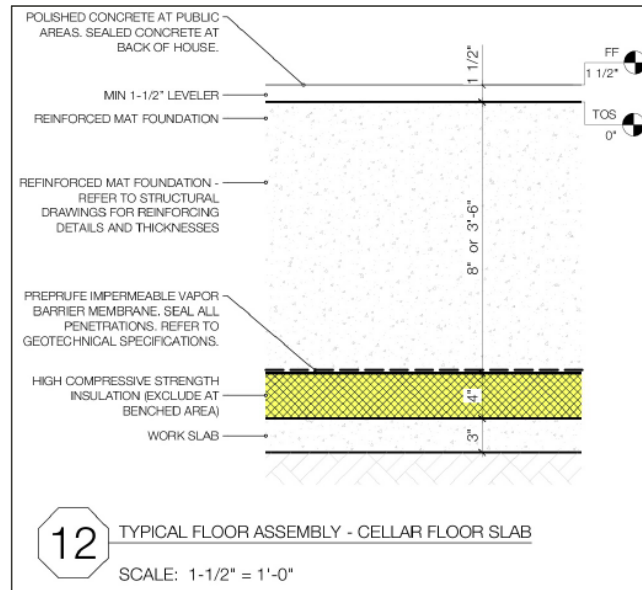 POLISHED CONCRETE AT PUBLIC
AREAS. SEALED CONCRETE AT
BACK OF HOUSE.
1 1/2"
FF
1 1/2"
MIN 1-1/2" LEVELER
REINFORCED MAT FOUNDATION
TOS
0"
REFINFORCED MAT FOUNDATION -
REFER TO STRUCTURAL
DRAWINGS FOR REINFORCING
DETAILS AND THICKNESSES
8" or 3'-6"
PREPRUFE IMPERMEABLE VAPOR
BARRIER MEMBRANE. SEAL ALL
PENETRATIONS. REFER TO
GEOTECHNICAL SPECIFICATIONS.
HIGH COMPRESSIVE STRENGTH
INSULATION (EXCLUDE AT
BENCHED AREA)
4"
WORK SLAB
3"
12
TYPICAL FLOOR ASSEMBLY - CELLAR FLOOR SLAB
SCALE: 1-1/2" = 1'-0"